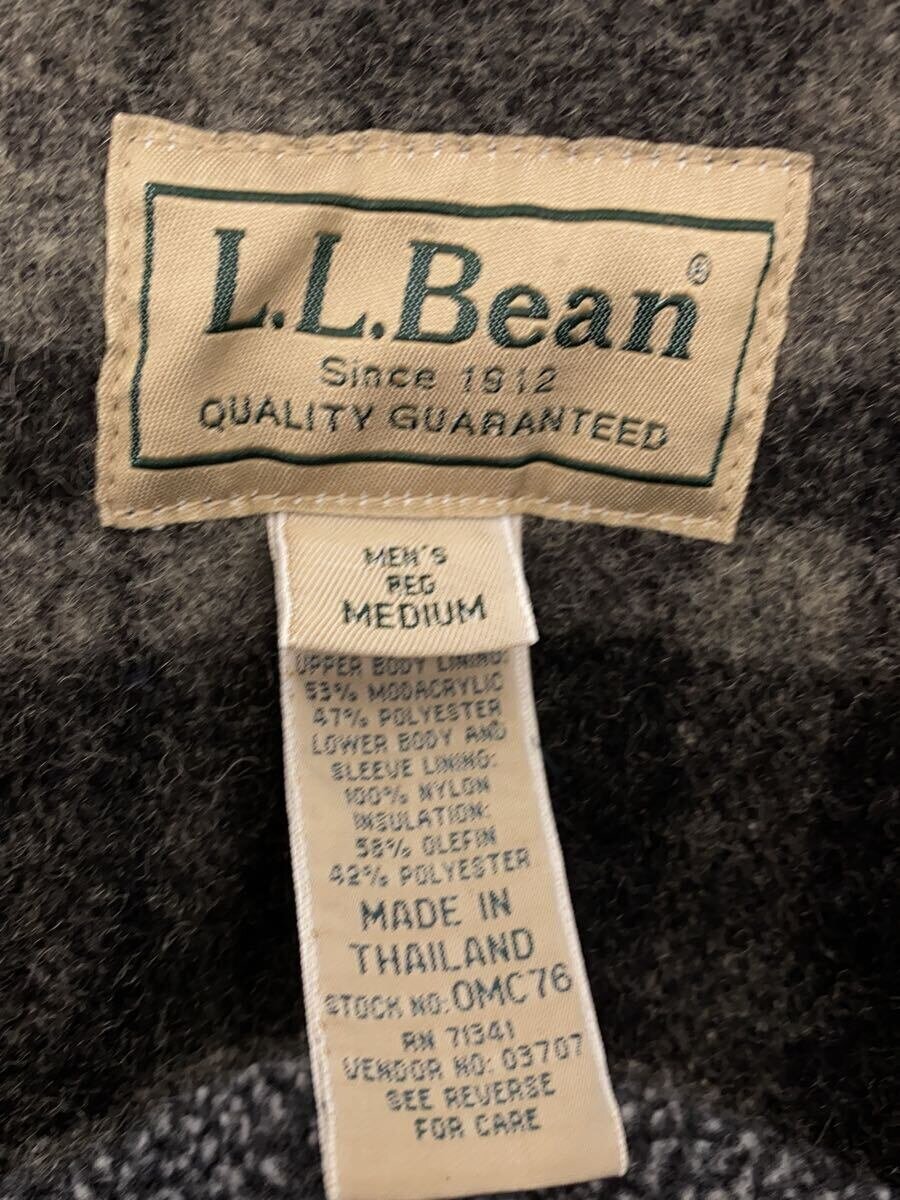 L.L.Bean®
Since 1912
QUALITY GUARANTEED
MEN'S
REG
MEDIUM
UPPER BODY LINING:
53% MODACRYLIC
47% POLYESTER
LOWER BODY AND
SLEEVE LINING:
100% NYLON
INSULATION:
58% OLEFIN
42% POLYESTER
MADE IN
THAILAND
STOCK NO: 0MC76
RN 71341
VENDOR NO: 03707
SEE REVERSE
FOR CARE